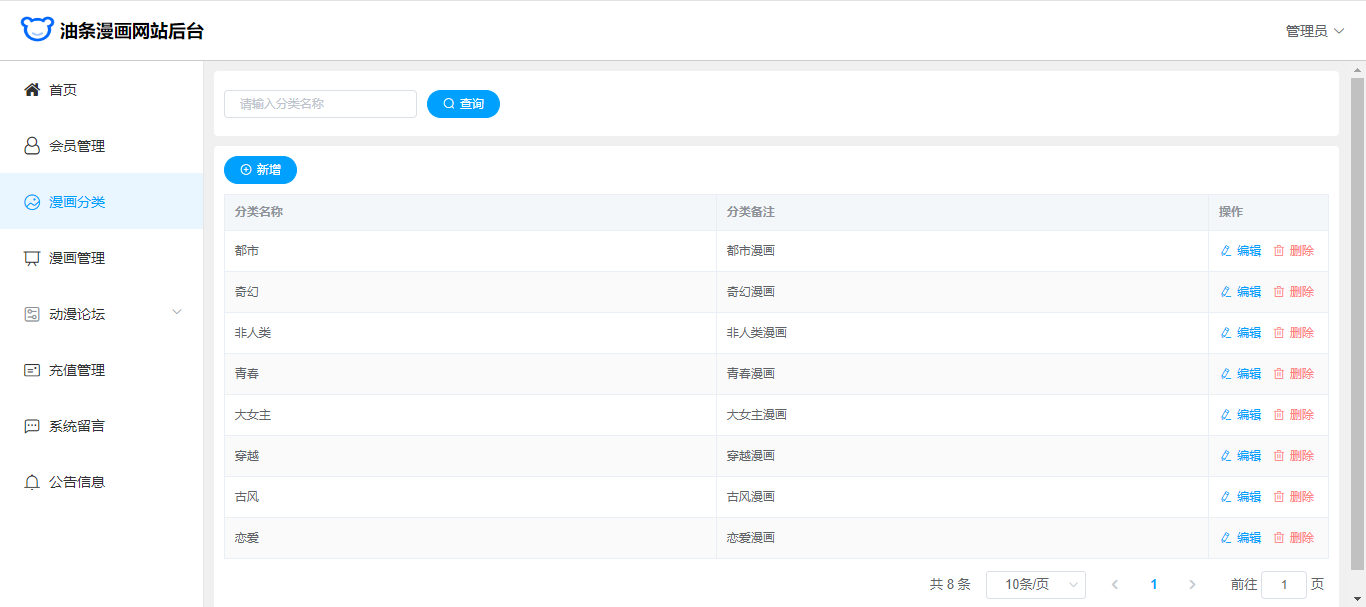 油条漫画网站后台
管理员
首页
会员管理
漫画分类
漫画管理
动漫论坛
充值管理
系统留言
公告信息
请输入分类名称 查询
新增
分类名称 分类备注 操作
都市 都市漫画 编辑 删除
奇幻 奇幻漫画 编辑 删除
非人类 非人类漫画 编辑 删除
青春 青春漫画 编辑 删除
大女主 大女主漫画 编辑 删除
穿越 穿越漫画 编辑 删除
古风 古风漫画 编辑 删除
恋爱 恋爱漫画 编辑 删除
共 8 条 10条/页 1 前往 1 页